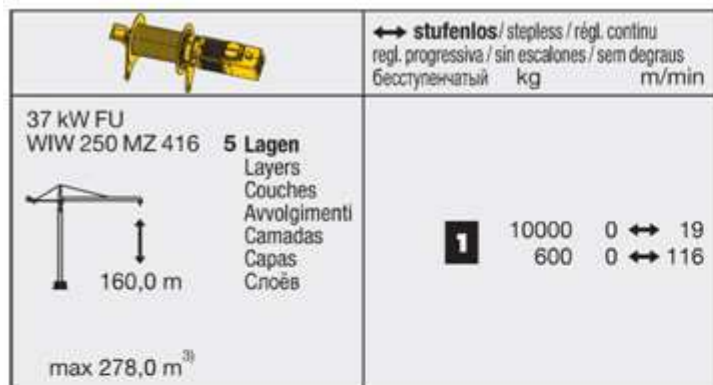 ↔ stufenlos / stepless / régl. continu
regl. progressiva / sin escalones / sem degraus
бесступенчатый kg m/min
37 kW FU
WIW 250 MZ 416 5 Lagen
Layers
Couches
Avvolgimenti
Camadas
Capas
Слоёв
160,0 m
max 278,0 m³⁾
1 10000 0 ↔ 19
600 0 ↔ 116